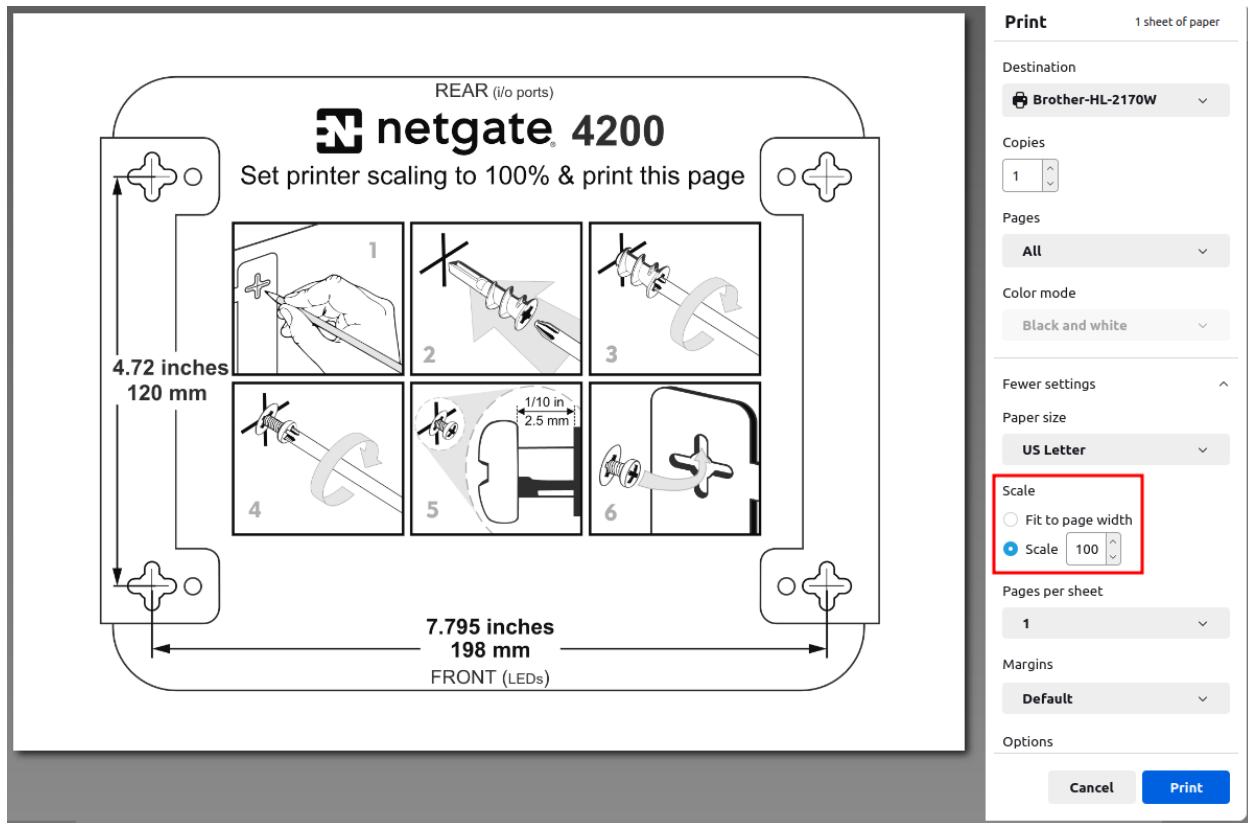 REAR (i/o ports)
netgate® 4200
Set printer scaling to 100% & print this page
1
2
3
4.72 inches
120 mm
4
1/10 in
2.5 mm
5
6
7.795 inches
198 mm
FRONT (LEDs)
Print
1 sheet of paper
Destination
Brother-HL-2170W
Copies
1
Pages
All
Color mode
Black and white
Fewer settings
Paper size
US Letter
Scale
Fit to page width
Scale 100
Pages per sheet
1
Margins
Default
Options
Cancel Print